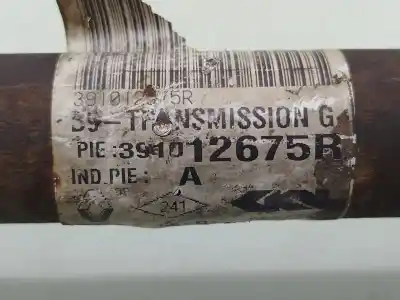 391012675R
39-TRANSMISSION G
PIE:391012675R
IND.PIE: A
241